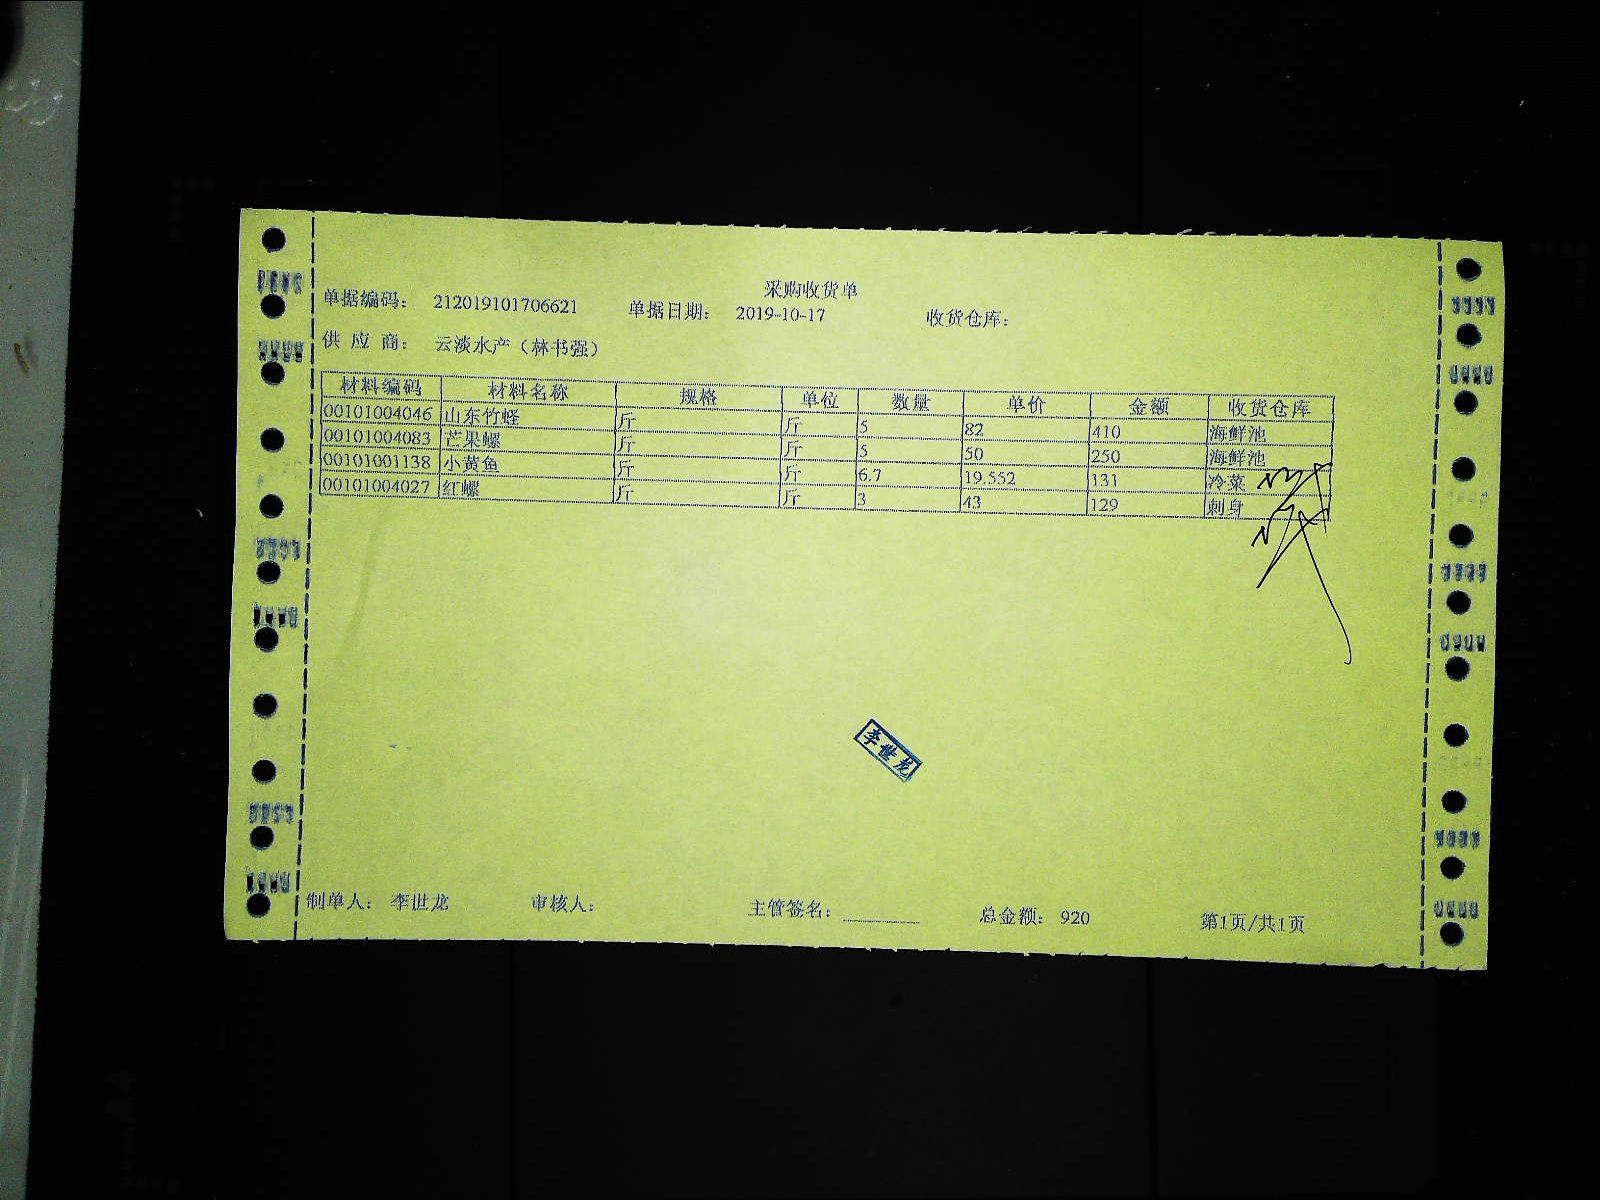 采购收货单
单据编码： 212019101706621 单据日期： 2019-10-17 收货仓库：
供 应 商： 云淡水产（林书强）
材料编码 材料名称 规格 单位 数量 单价 金额 收货仓库
00101004046 山东竹蛏 斤 斤 5 82 410 海鲜池
00101004083 芒果螺 斤 斤 5 50 250 海鲜池
00101001138 小黄鱼 斤 斤 6.7 19.552 131 冷菜
00101004027 红螺 斤 斤 3 43 129 刺身
李世龙
制单人： 李世龙 审核人： 主管签名： 总金额： 920 第1页/共1页